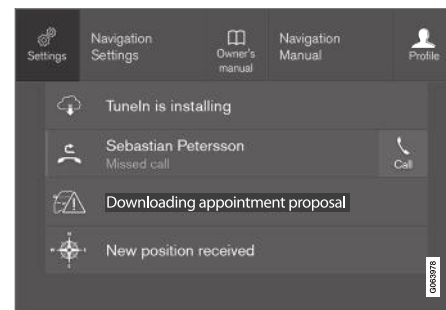 Settings
Navigation
Settings
Owner's
manual
Navigation
Manual
Profile
TuneIn is installing
Sebastian Petersson
Missed call
Call
Downloading appointment proposal
New position received
G063978